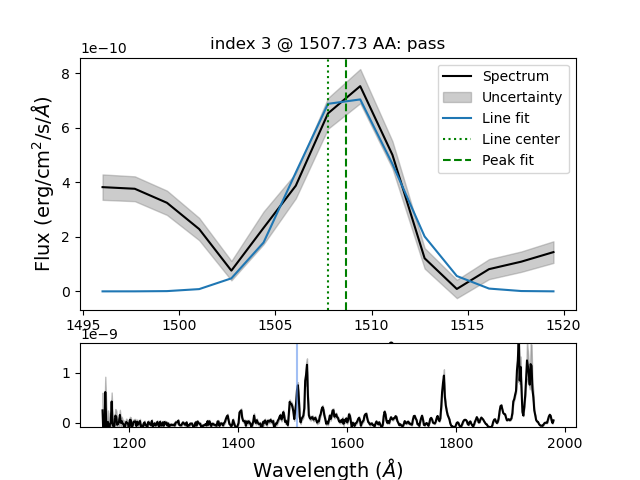 index 3 @ 1507.73 AA: pass
1e−10
8
6
4
2
0
Flux (erg/cm²/s/Å)
Spectrum
Uncertainty
Line fit
Line center
Peak fit
1495 1500 1505 1510 1515 1520
1e−9
1
0
1200 1400 1600 1800 2000
Wavelength (Å)